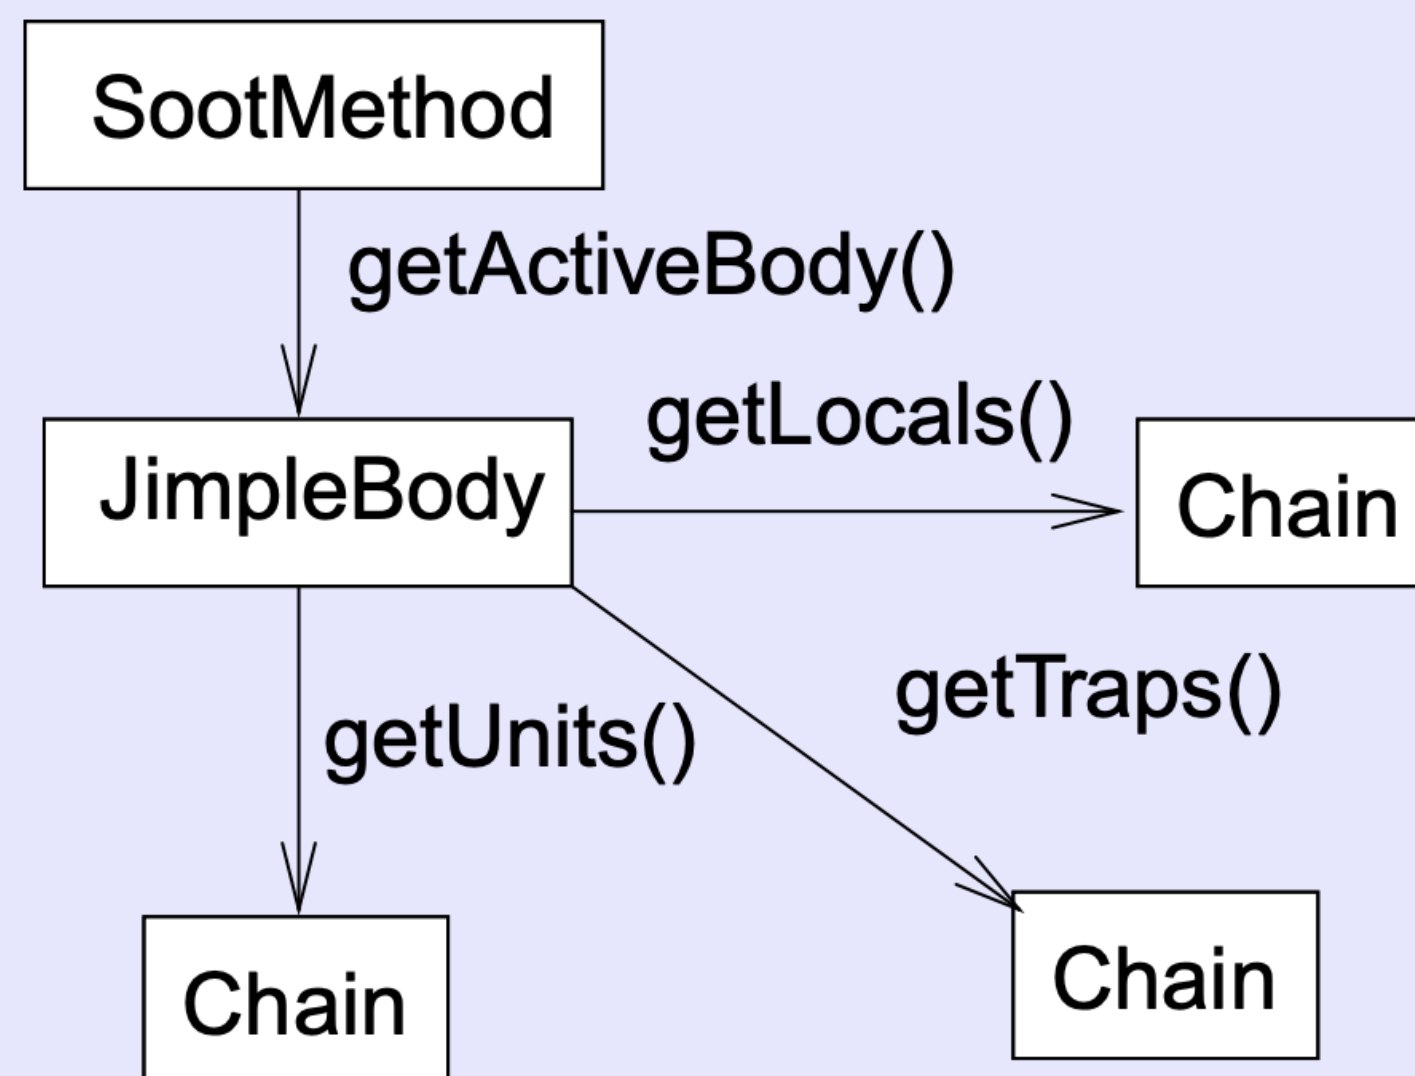 SootMethod
getActiveBody()
getLocals()
JimpleBody
Chain
getTraps()
getUnits()
Chain
Chain